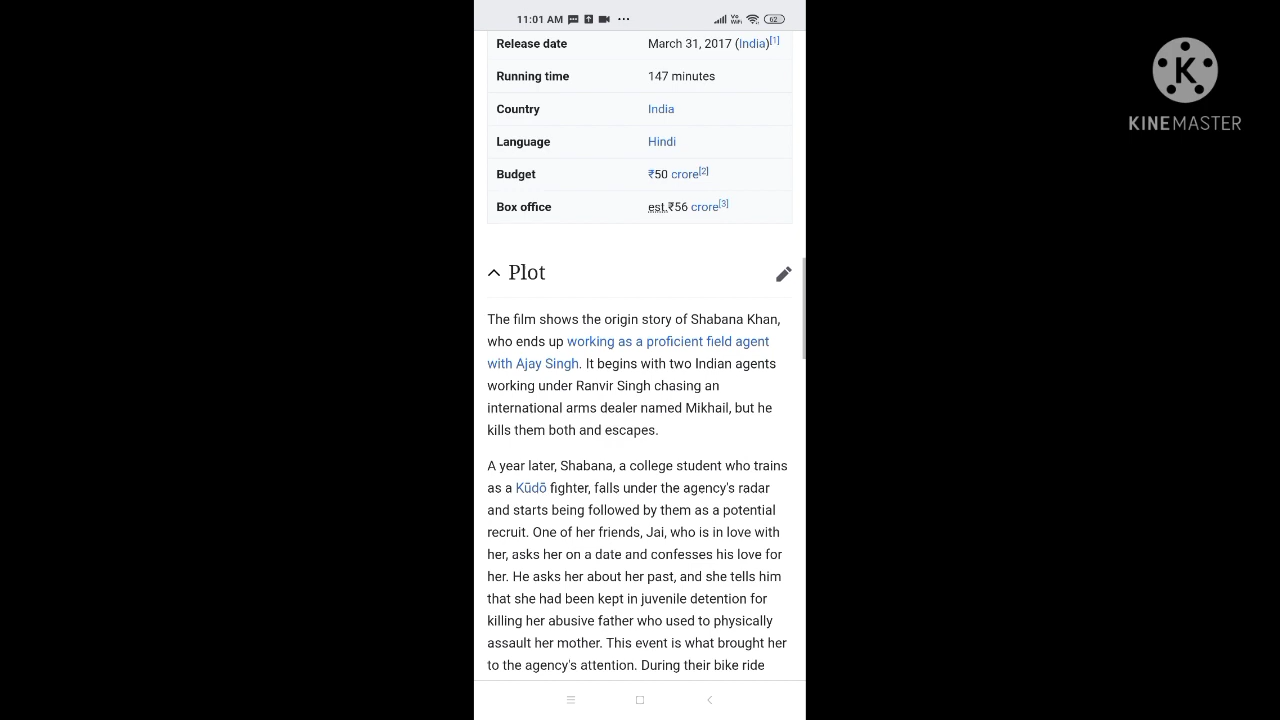 11:01 AM
Vo
WiFi
62
Release date March 31, 2017 (India)[1]
Running time 147 minutes
Country India
Language Hindi
Budget ₹50 crore[2]
Box office est.₹56 crore[3]
Plot
The film shows the origin story of Shabana Khan,
who ends up working as a proficient field agent
with Ajay Singh. It begins with two Indian agents
working under Ranvir Singh chasing an
international arms dealer named Mikhail, but he
kills them both and escapes.
A year later, Shabana, a college student who trains
as a Kūdō fighter, falls under the agency's radar
and starts being followed by them as a potential
recruit. One of her friends, Jai, who is in love with
her, asks her on a date and confesses his love for
her. He asks her about her past, and she tells him
that she had been kept in juvenile detention for
killing her abusive father who used to physically
assault her mother. This event is what brought her
to the agency's attention. During their bike ride
K
KINEMASTER